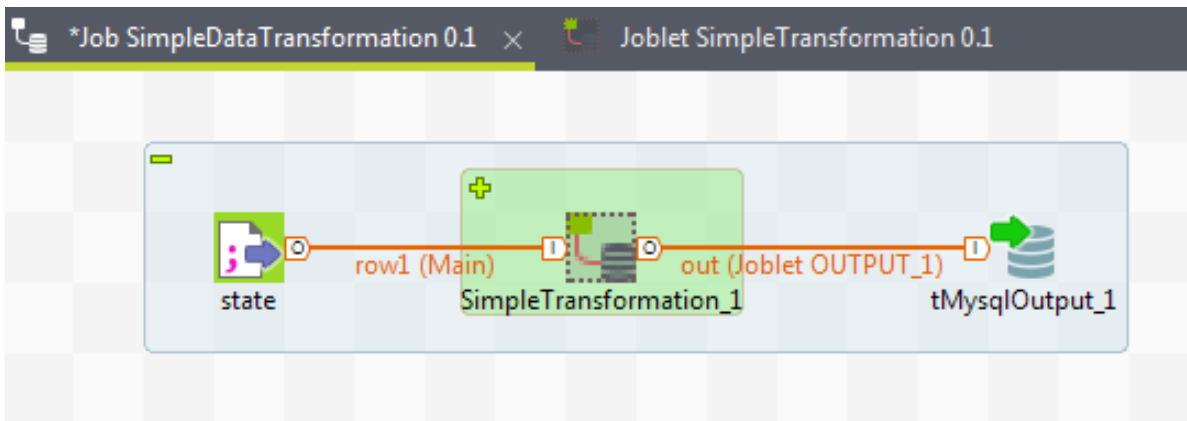 *Job SimpleDataTransformation 0.1 Joblet SimpleTransformation 0.1
O I O I
row1 (Main) out (Joblet OUTPUT_1)
state SimpleTransformation_1 tMysqlOutput_1